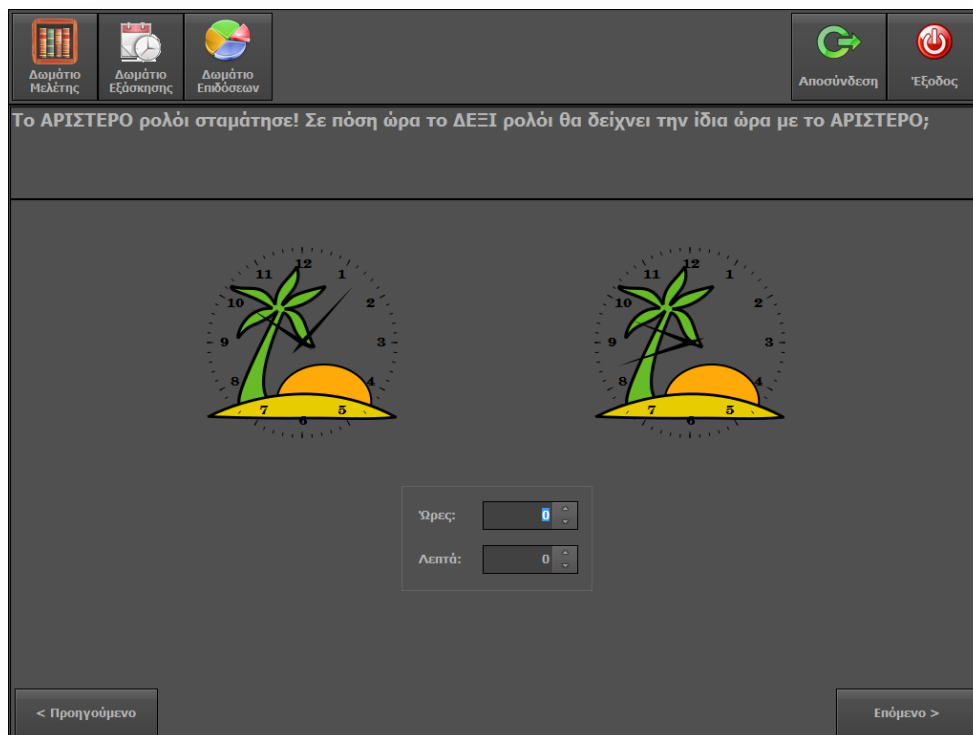 Δωμάτιο
Μελέτης
Δωμάτιο
Εξάσκησης
Δωμάτιο
Επιδόσεων
Αποσύνδεση
Έξοδος
Το ΑΡΙΣΤΕΡΟ ρολόι σταμάτησε! Σε πόση ώρα το ΔΕΞΙ ρολόι θα δείχνει την ίδια ώρα με το ΑΡΙΣΤΕΡΟ;
12
11
1
10
2
9
3
8
4
7
5
6
12
11
1
10
2
9
3
8
4
7
5
6
Ώρες:
0
Λεπτά:
0
< Προηγούμενο
Επόμενο >